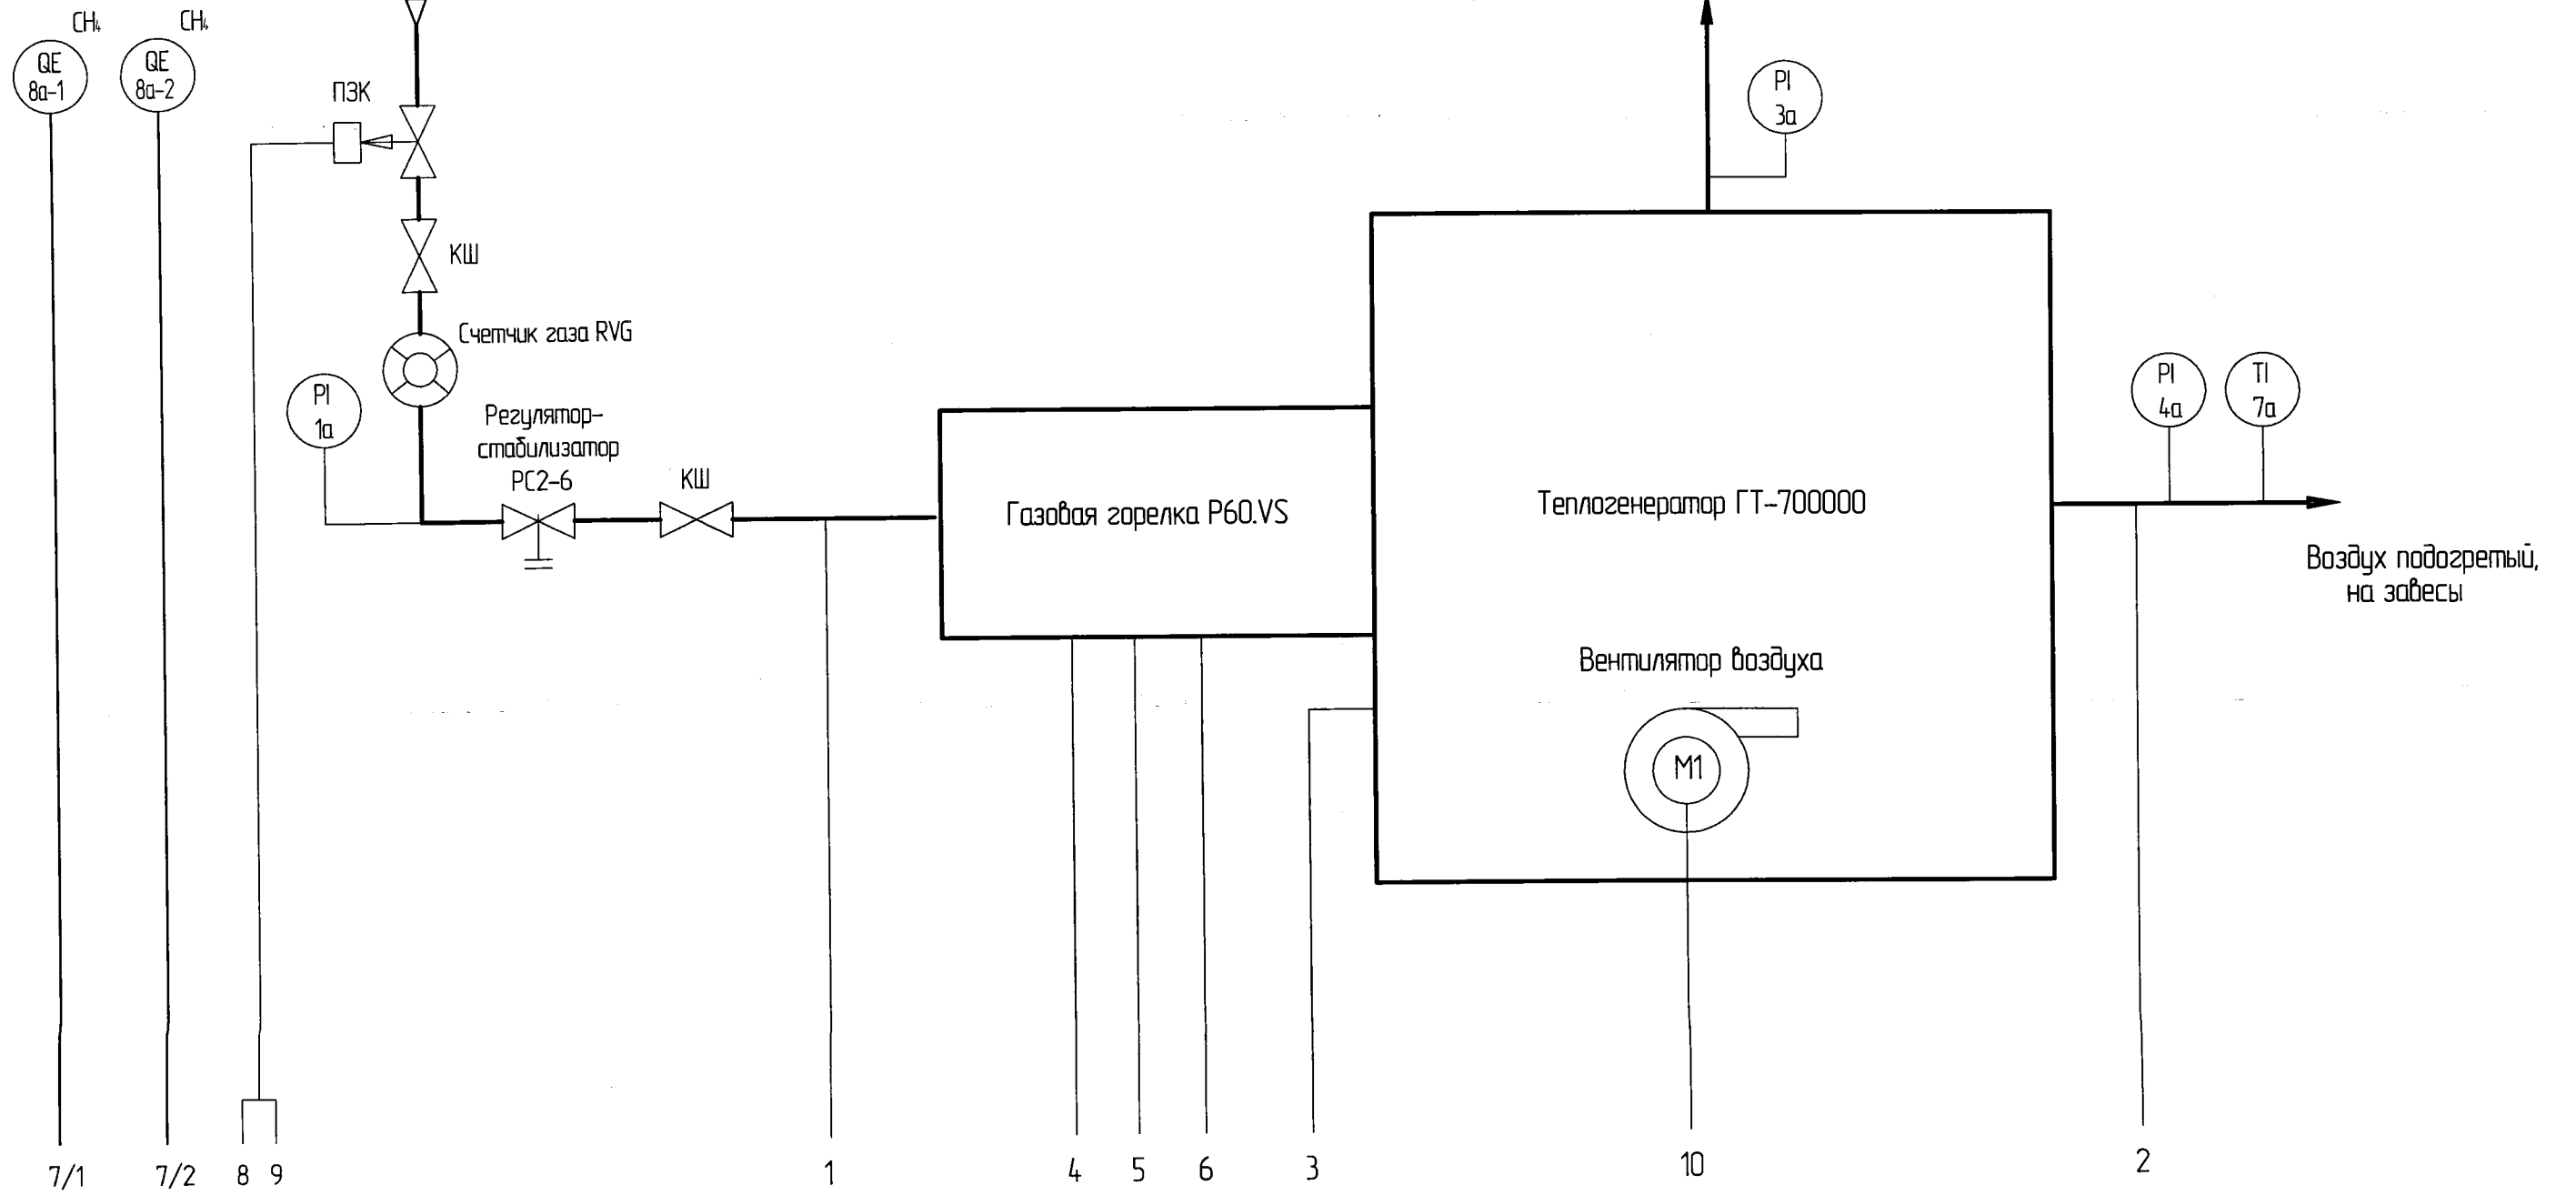 CH₄
CH₄
QE
8а-1
QE
8а-2
ПЗК
PI
3а
КШ
Счетчик газа RVG
PI
1а
Регулятор-
стабилизатор
РС2-6
КШ
PI
4а
TI
7а
Газовая горелка P60.VS
Теплогенератор ГТ-700000
Воздух подогретый,
на завесы
Вентилятор воздуха
М1
7/1
7/2
8
9
1
4
5
6
3
10
2